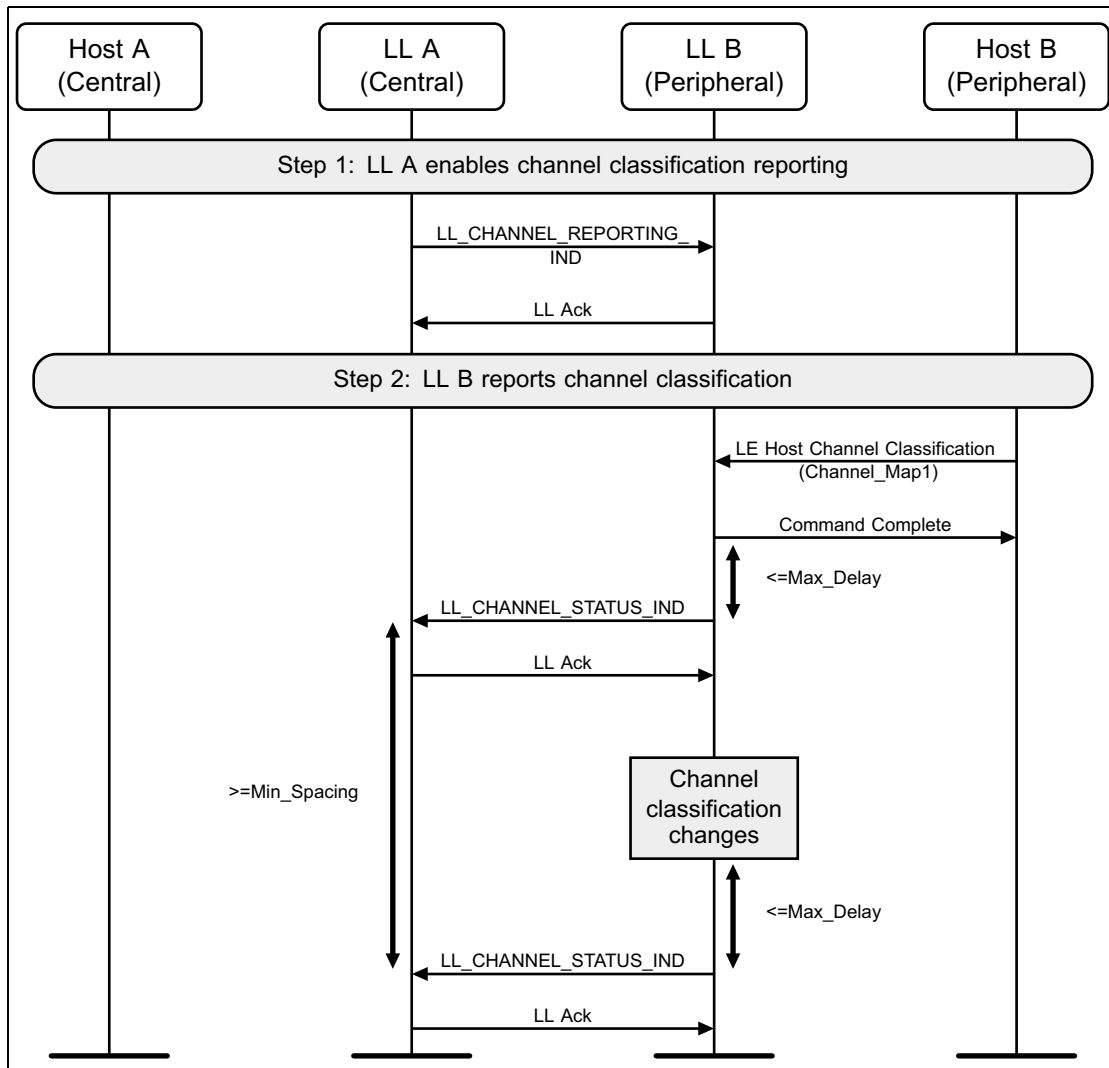 Host A
(Central)
LL A
(Central)
LL B
(Peripheral)
Host B
(Peripheral)
Step 1: LL A enables channel classification reporting
LL_CHANNEL_REPORTING_
IND
LL Ack
Step 2: LL B reports channel classification
LE Host Channel Classification
(Channel_Map1)
Command Complete
<=Max_Delay
LL_CHANNEL_STATUS_IND
LL Ack
>=Min_Spacing
Channel
classification
changes
<=Max_Delay
LL_CHANNEL_STATUS_IND
LL Ack